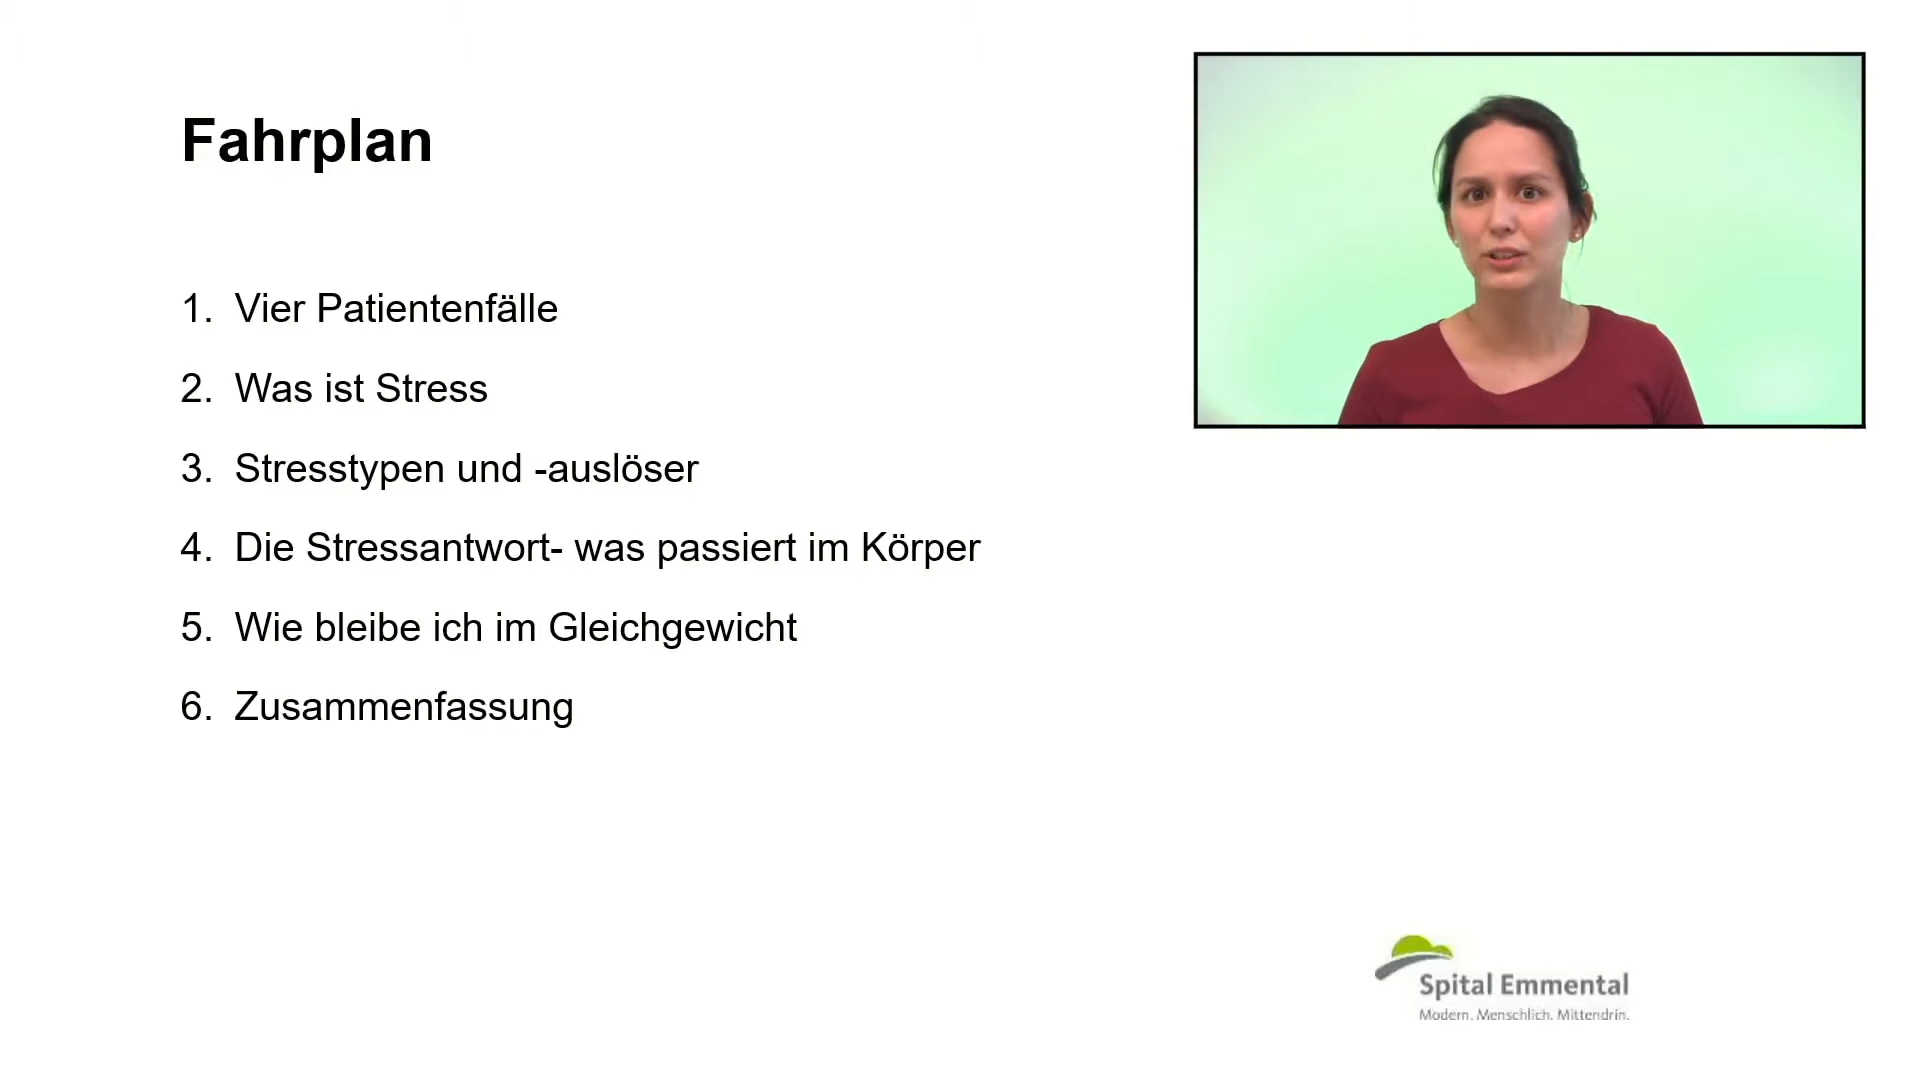 Fahrplan
1. Vier Patientenfälle
2. Was ist Stress
3. Stresstypen und -auslöser
4. Die Stressantwort- was passiert im Körper
5. Wie bleibe ich im Gleichgewicht
6. Zusammenfassung
Spital Emmental
Modern. Menschlich. Mittendrin.